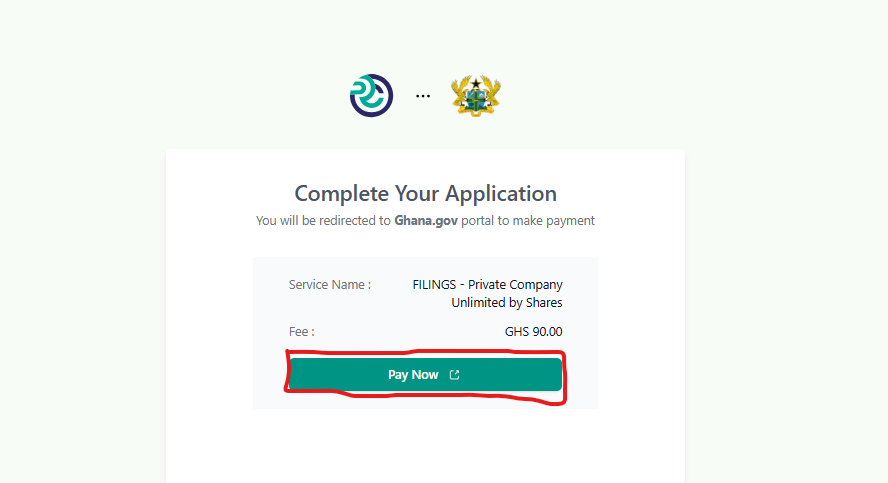 Complete Your Application
You will be redirected to Ghana.gov portal to make payment
Service Name :
FILINGS - Private Company
Unlimited by Shares
Fee :
GHS 90.00
Pay Now